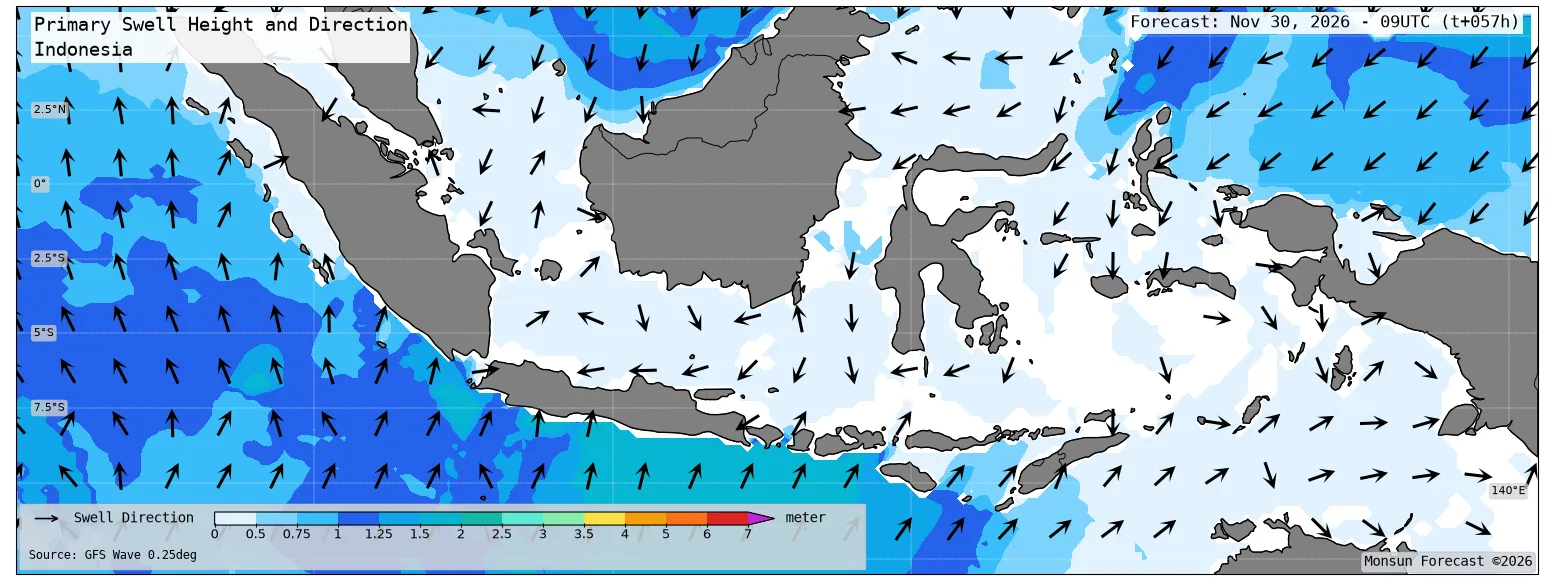 Primary Swell Height and Direction
Indonesia
Forecast: Nov 30, 2026 - 09UTC (t+057h)
2.5°N
0°
2.5°S
5°S
7.5°S
140°E
Swell Direction
0 0.5 0.75 1 1.25 1.5 2 2.5 3 3.5 4 5 6 7
meter
Source: GFS Wave 0.25deg
Monsun Forecast ©2026